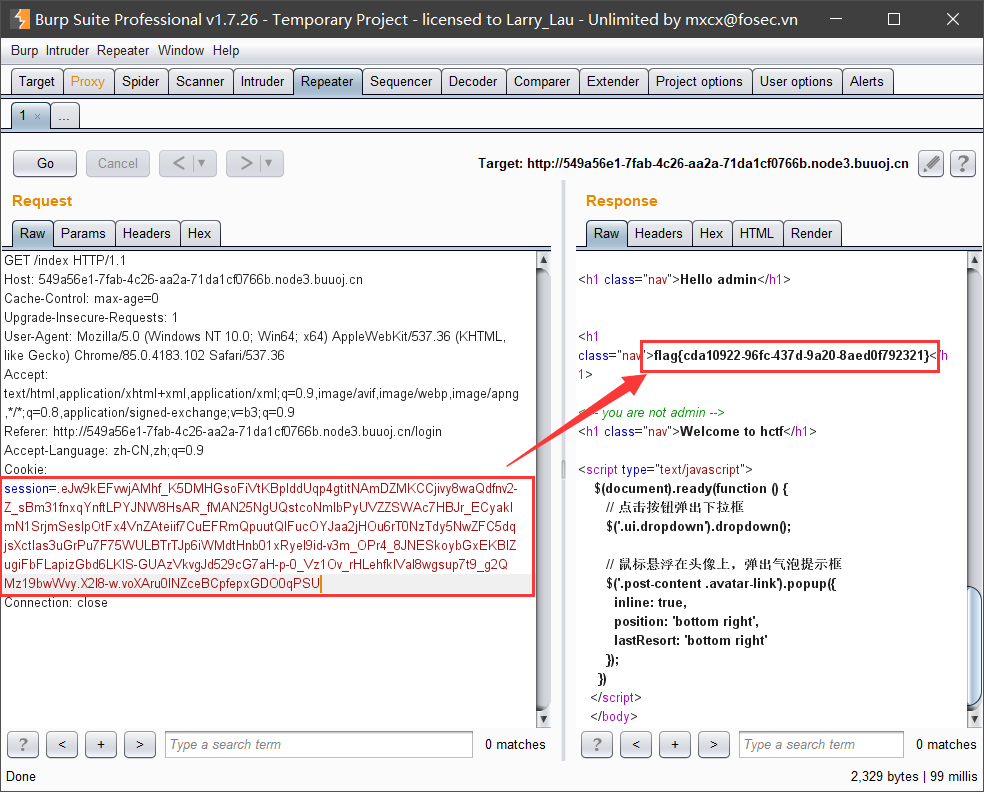 Burp Suite Professional v1.7.26 - Temporary Project - licensed to Larry_Lau - Unlimited by mxcx@fosec.vn
Burp Intruder Repeater Window Help
Target Proxy Spider Scanner Intruder Repeater Sequencer Decoder Comparer Extender Project options User options Alerts
1 × ...
Go Cancel < ▼ > ▼ Target: http://549a56e1-7fab-4c26-aa2a-71da1cf0766b.node3.buuoj.cn ?
Request
Raw Params Headers Hex
GET /index HTTP/1.1
Host: 549a56e1-7fab-4c26-aa2a-71da1cf0766b.node3.buuoj.cn
Cache-Control: max-age=0
Upgrade-Insecure-Requests: 1
User-Agent: Mozilla/5.0 (Windows NT 10.0; Win64; x64) AppleWebKit/537.36 (KHTML,
like Gecko) Chrome/85.0.4183.102 Safari/537.36
Accept:
text/html,application/xhtml+xml,application/xml;q=0.9,image/avif,image/webp,image/apng
,*/*;q=0.8,application/signed-exchange;v=b3;q=0.9
Referer: http://549a56e1-7fab-4c26-aa2a-71da1cf0766b.node3.buuoj.cn/login
Accept-Language: zh-CN,zh;q=0.9
Cookie:
Connection: close
? < + > Type a search term 0 matches
Response
Raw Headers Hex HTML Render
<h1 class="nav">Hello admin</h1>
<h1
class="nav">flag{cda10922-96fc-437d-9a20-8aed0f792321}</h
1>
you are not admin -->
<h1 class="nav">Welcome to hctf</h1>
<script type="text/javascript">
$(document).ready(function () {
// 点击按钮弹出下拉框
$('.ui.dropdown').dropdown();
// 鼠标悬浮在头像上，弹出气泡提示框
$('.post-content .avatar-link').popup({
inline: true,
position: 'bottom right',
lastResort: 'bottom right'
});
})
</script>
</body>
? < + > Type a search term 0 matches
Done 2,329 bytes | 99 millis